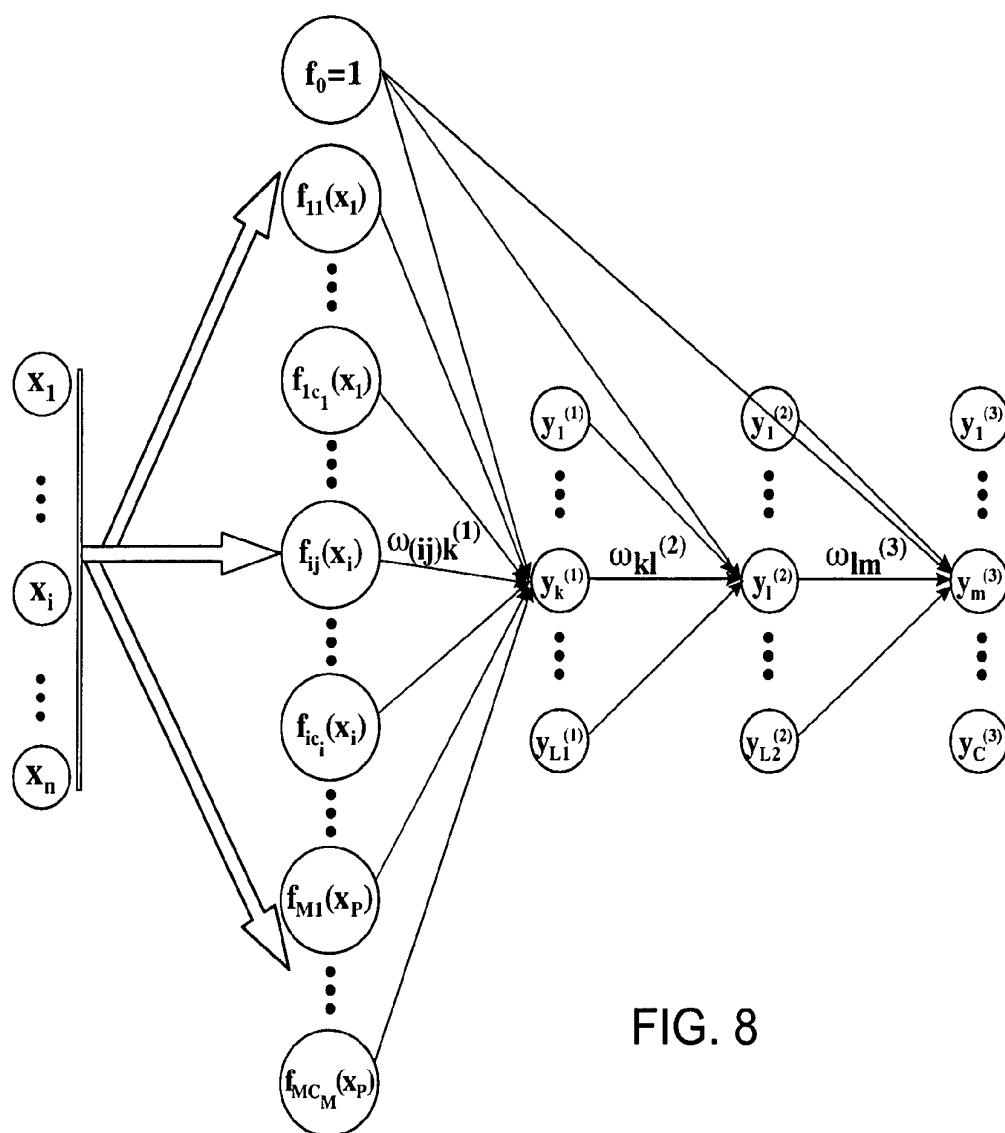 f₀=1
f₁₁(x₁)
f₁c₁(x₁)
x₁
y₁⁽¹⁾
y₁⁽²⁾
y₁⁽³⁾
fᵢⱼ(xᵢ)
ω(ij)k⁽¹⁾
ωkl⁽²⁾
ωlm⁽³⁾
xᵢ
yk⁽¹⁾
yl⁽²⁾
ym⁽³⁾
ficᵢ(xᵢ)
xₙ
yL1⁽¹⁾
yL2⁽²⁾
yC⁽³⁾
fM1(xP)
fMCM(xP)
FIG. 8